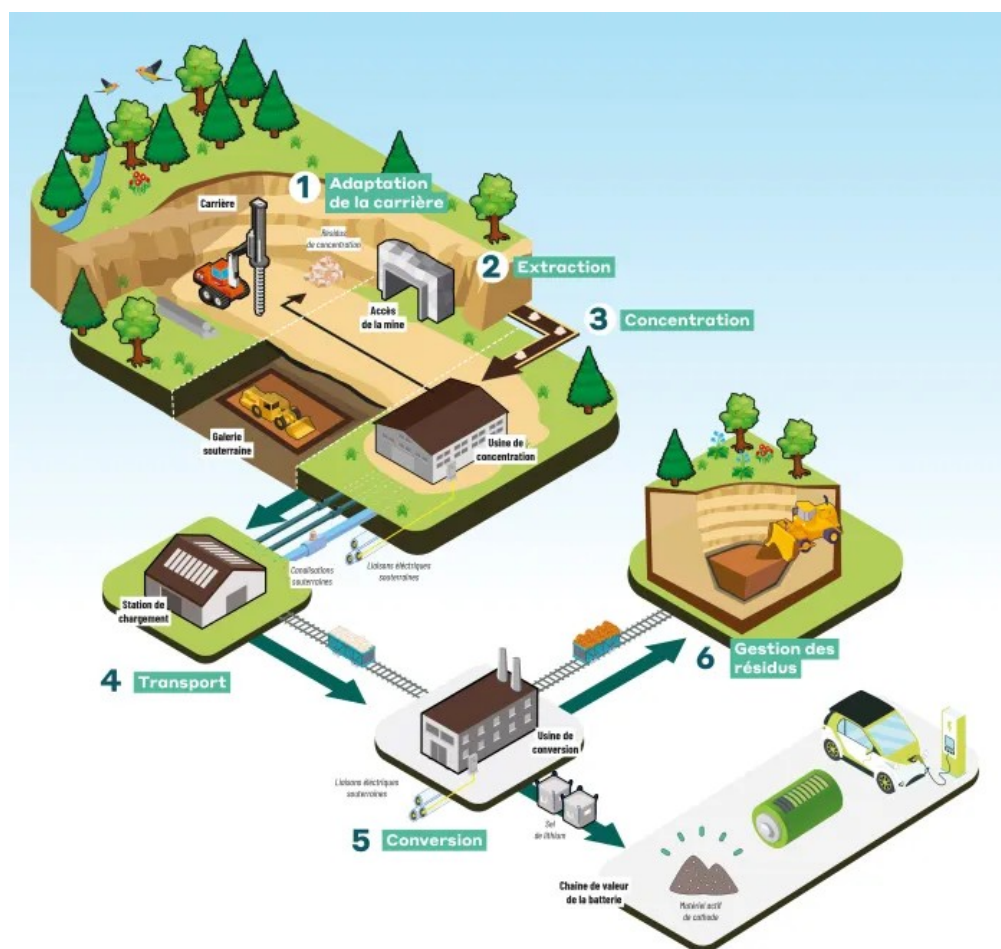 1 Adaptation
de la carrière
Carrière
Résidus
de concentration
2 Extraction
Accès
de la mine
3 Concentration
Galerie
souterraine
Usine de
concentration
Canalisations
souterraines
Liaisons éléctriques
souterraines
Station de
chargement
4 Transport
6 Gestion des
résidus
Usine de
conversion
Liaisons éléctriques
souterraines
5 Conversion
Sel
de lithium
Chaine de valeur
de la batterie
Matériel actif
de cathode